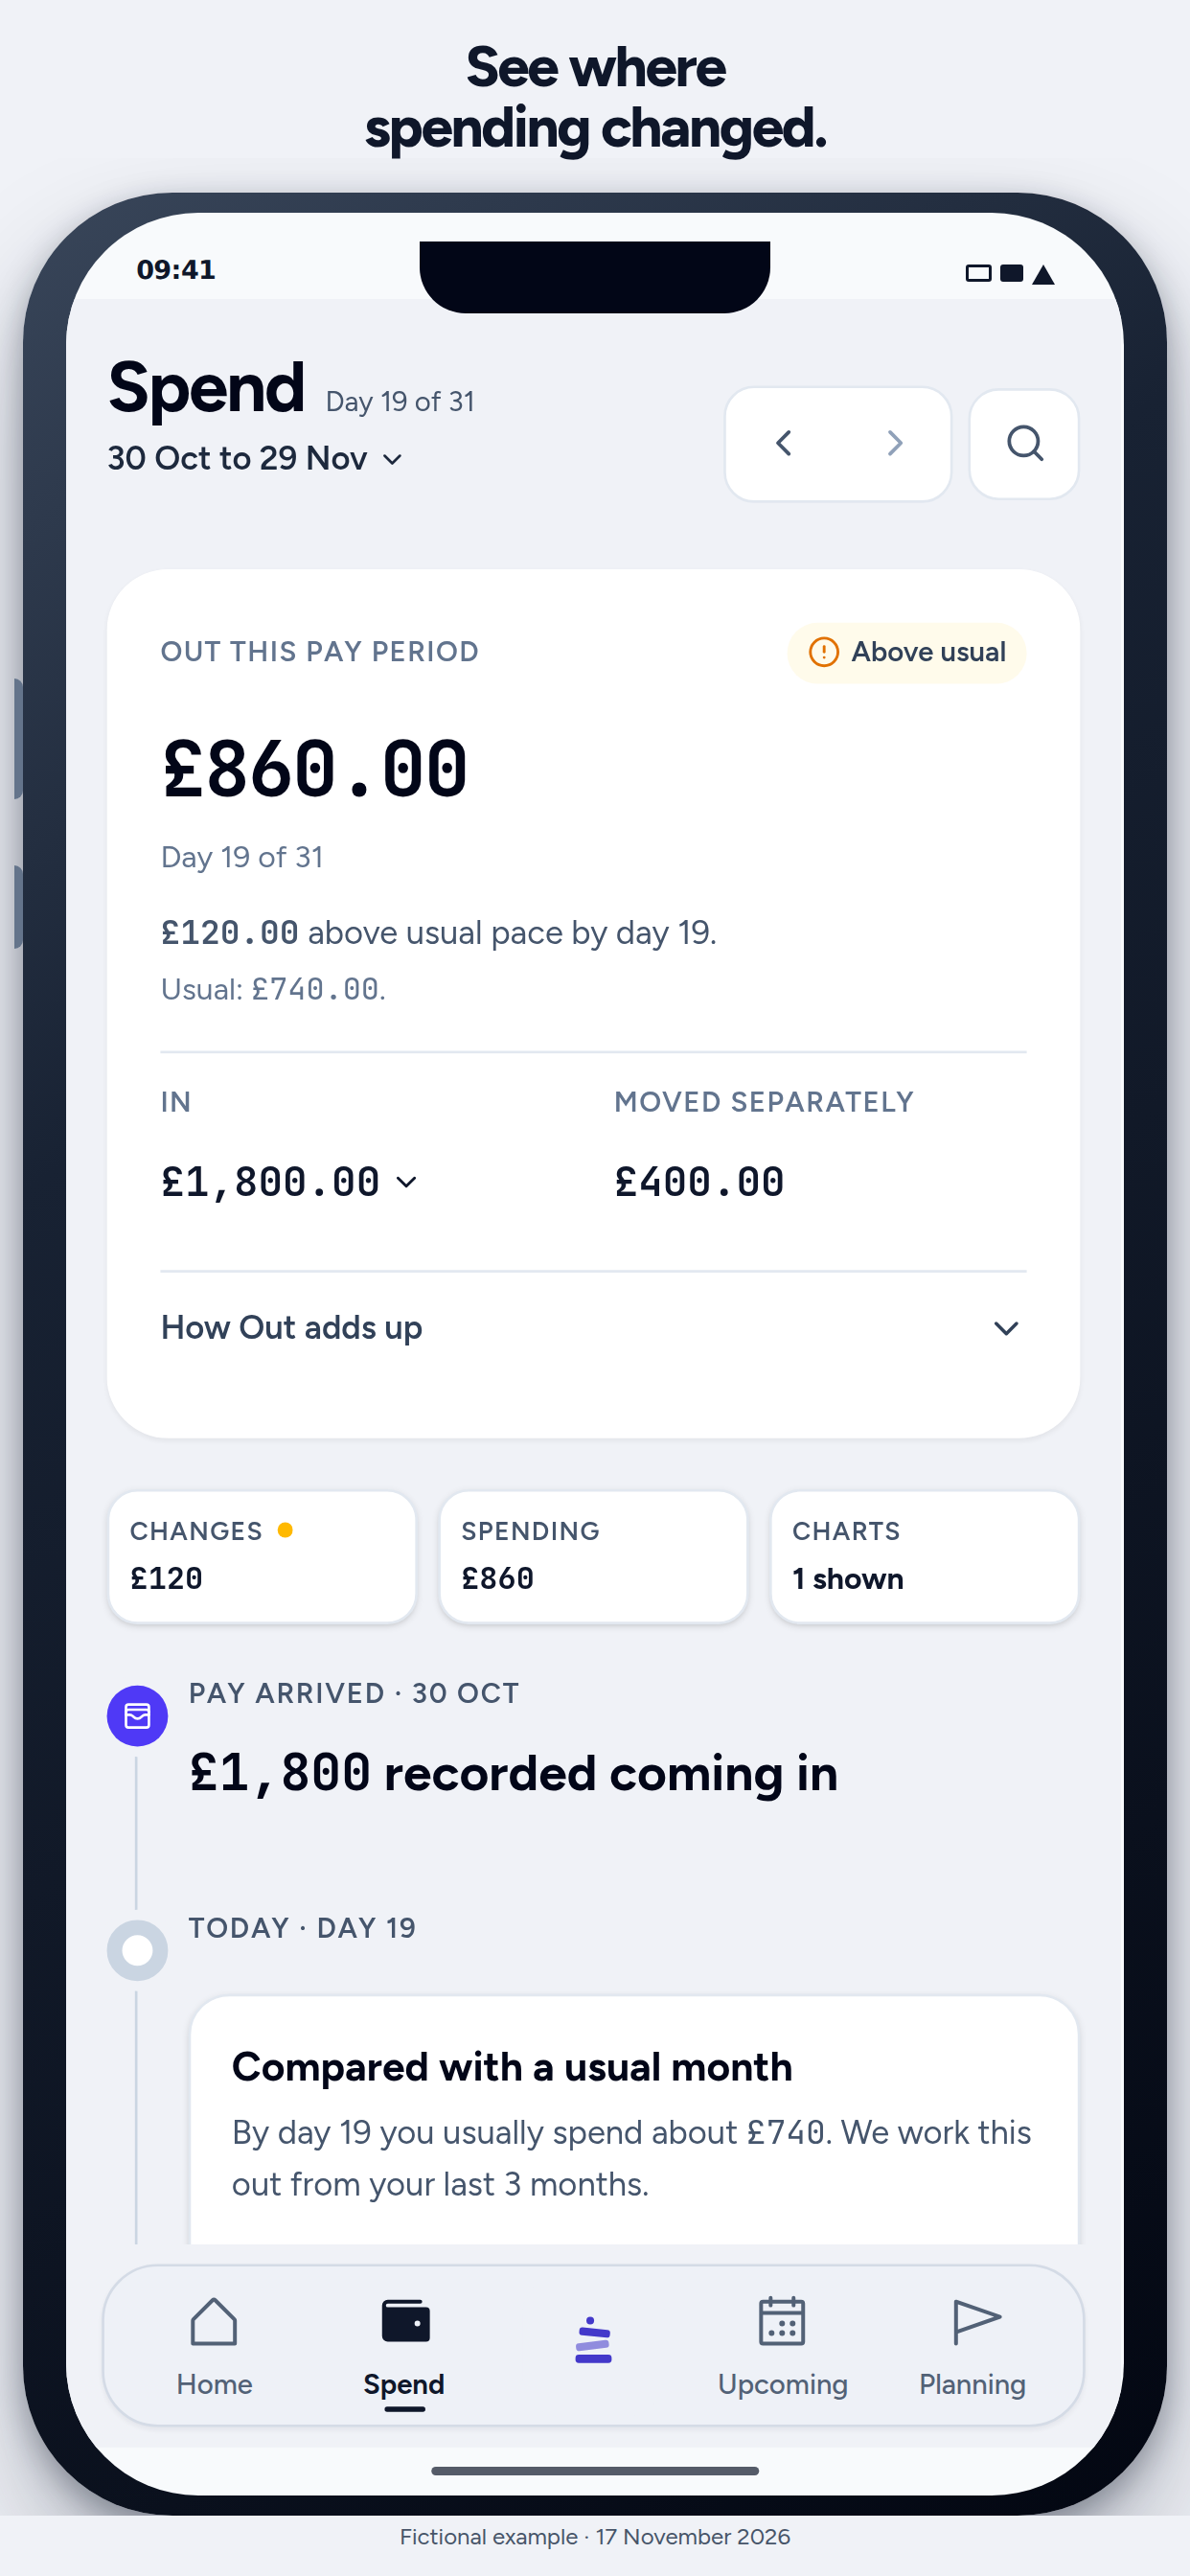 See where
spending changed.
09:41
Spend Day 19 of 31
30 Oct to 29 Nov
OUT THIS PAY PERIOD
Above usual
£860.00
Day 19 of 31
£120.00 above usual pace by day 19.
Usual: £740.00.
IN
MOVED SEPARATELY
£1,800.00
£400.00
How Out adds up
CHANGES
£120
SPENDING
£860
CHARTS
1 shown
PAY ARRIVED · 30 OCT
£1,800 recorded coming in
TODAY · DAY 19
Compared with a usual month
By day 19 you usually spend about £740. We work this
out from your last 3 months.
Home
Spend
Upcoming
Planning
Fictional example · 17 November 2026